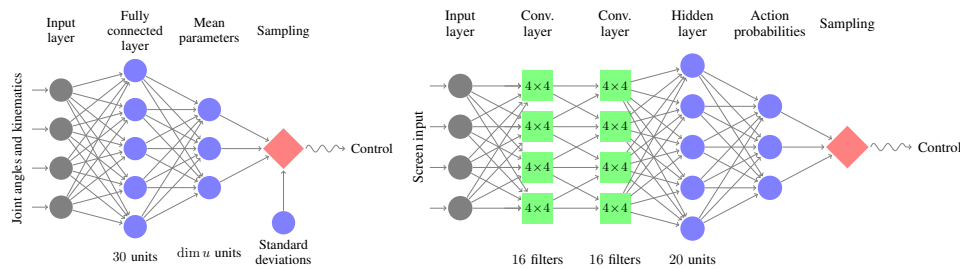 Input
layer
Fully
connected
layer
Mean
parameters
Sampling
Joint angles and kinematics
Control
30 units
dim u units
Standard
deviations
Input
layer
Conv.
layer
Conv.
layer
Hidden
layer
Action
probabilities
Sampling
Screen input
4×4
4×4
4×4
4×4
4×4
4×4
4×4
4×4
Control
16 filters
16 filters
20 units